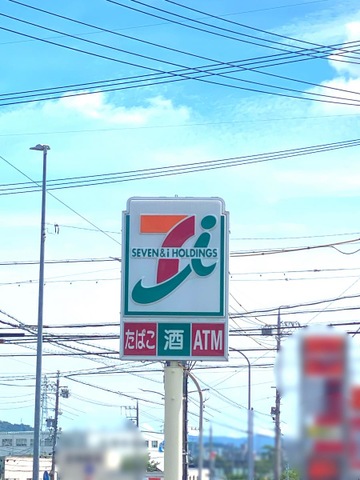 SEVEN & i HOLDINGS
たばこ 酒 ATM